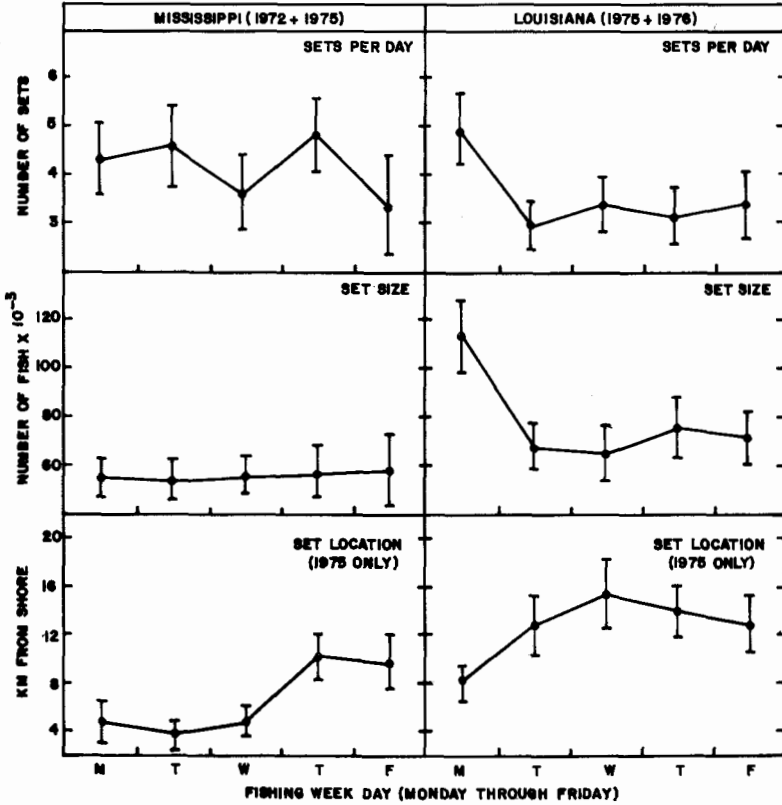 MISSISSIPPI (1972 + 1975) LOUISIANA (1975 + 1976)
SETS PER DAY SETS PER DAY
NUMBER OF SETS
6
5
4
3
SET SIZE SET SIZE
NUMBER OF FISH X 10⁻³
120
100
80
60
SET LOCATION SET LOCATION
(1975 ONLY) (1975 ONLY)
KM FROM SHORE
20
16
12
8
4
M T W T F M T W T F
FISHING WEEK DAY (MONDAY THROUGH FRIDAY)